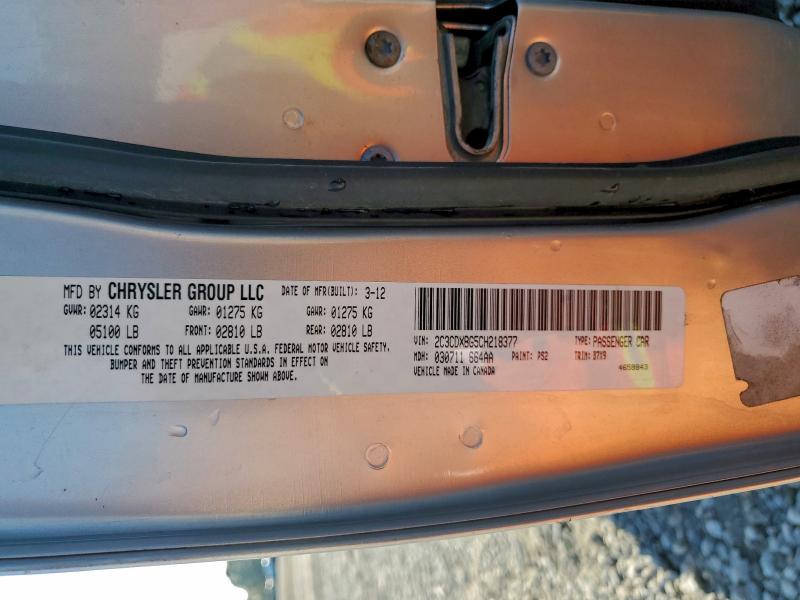 MFD BY CHRYSLER GROUP LLC DATE OF MFR(BUILT): 3-12
GVWR: 02314 KG GAWR: 01275 KG GAWR: 01275 KG
05100 LB FRONT: 02810 LB REAR: 02810 LB
THIS VEHICLE CONFORMS TO ALL APPLICABLE U.S.A. FEDERAL MOTOR VEHICLE SAFETY,
BUMPER AND THEFT PREVENTION STANDARDS IN EFFECT ON
THE DATE OF MANUFACTURE SHOWN ABOVE.
VIN: 2C3CDXBG5CH218377 TYPE: PASSENGER CAR
MDH: 030711 664AA PAINT: PS2 TRIM: B7X9
VEHICLE MADE IN CANADA 4658843